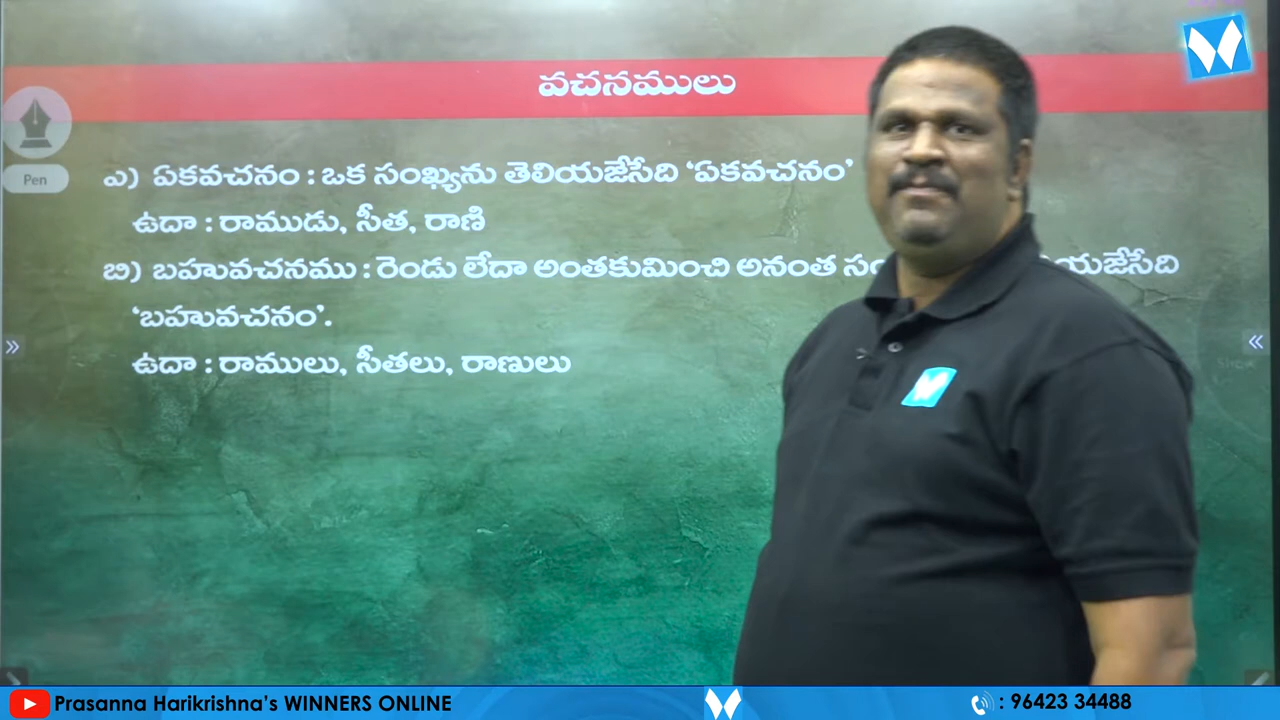 వచనములు
Pen
ఎ) ఏకవచనం : ఒక సంఖ్యను తెలియజేసేది ‘ఏకవచనం’
ఉదా : రాముడు, సీత, రాణి
బి) బహువచనము : రెండు లేదా అంతకుమించి అనంత
‘బహువచనం’.
ఉదా : రాములు, సీతలు, రాణులు
Prasanna Harikrishna's WINNERS ONLINE
: 96423 34488